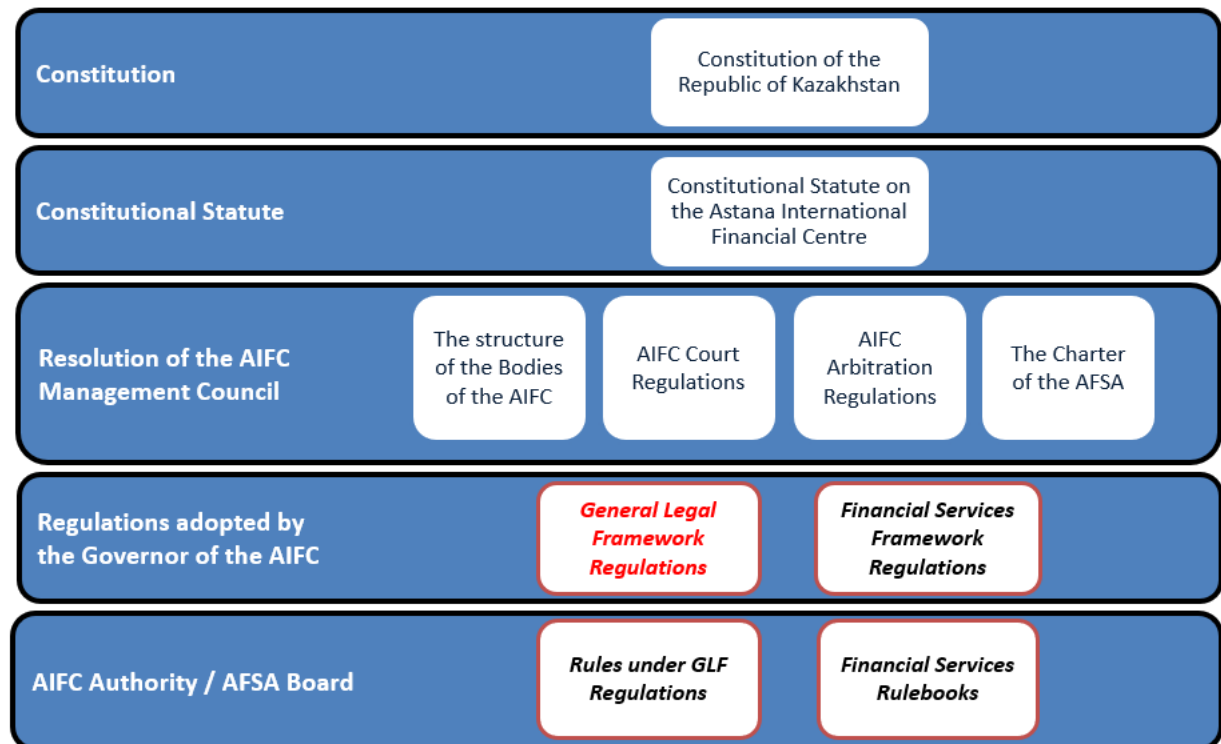 Constitution
Constitution of the
Republic of Kazakhstan
Constitutional Statute
Constitutional Statute on
the Astana International
Financial Centre
Resolution of the AIFC
Management Council
The structure
of the Bodies
of the AIFC
AIFC Court
Regulations
AIFC
Arbitration
Regulations
The Charter
of the AFSA
Regulations adopted by
the Governor of the AIFC
General Legal
Framework
Regulations
Financial Services
Framework
Regulations
AIFC Authority / AFSA Board
Rules under GLF
Regulations
Financial Services
Rulebooks